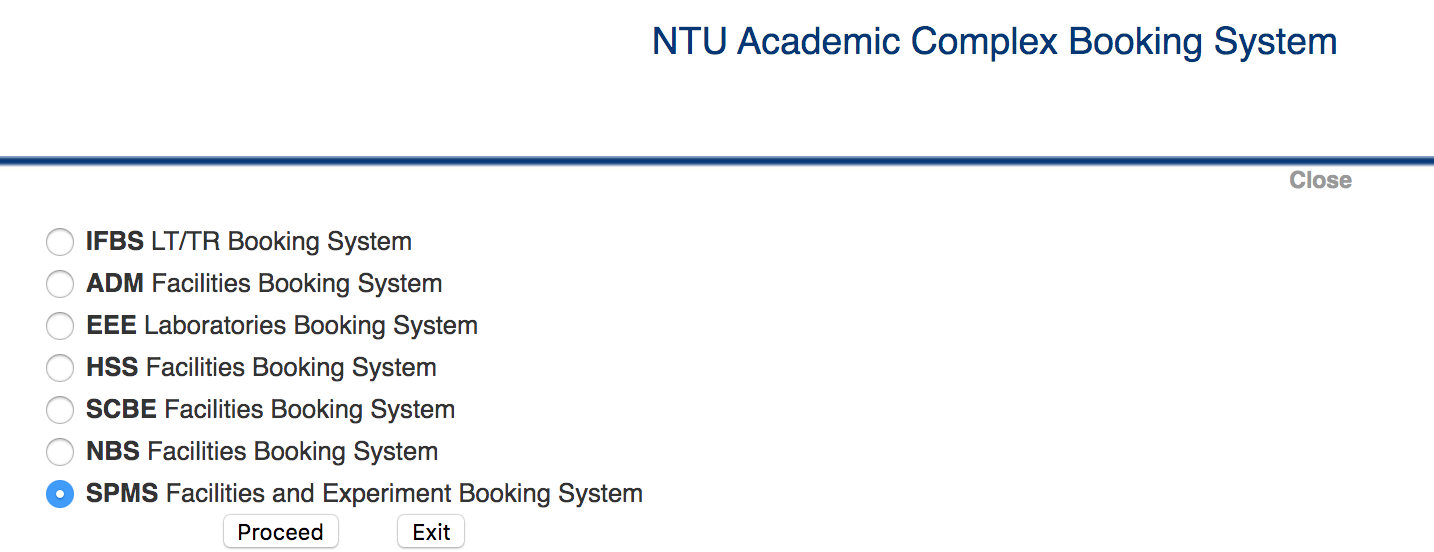 NTU Academic Complex Booking System
Close
IFBS LT/TR Booking System
ADM Facilities Booking System
EEE Laboratories Booking System
HSS Facilities Booking System
SCBE Facilities Booking System
NBS Facilities Booking System
SPMS Facilities and Experiment Booking System
Proceed Exit